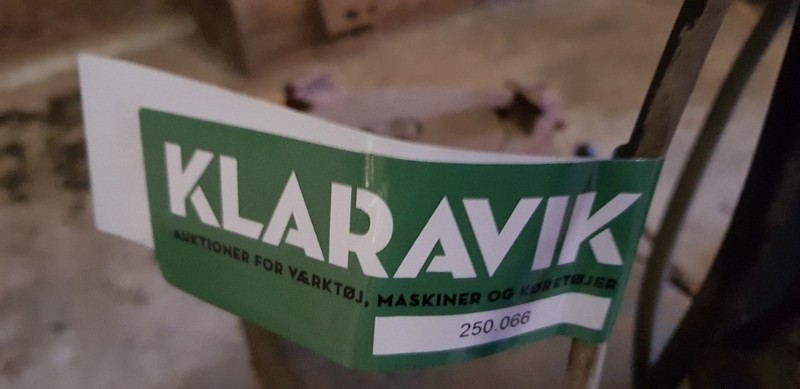 KLARAVIK
AUKTIONER FOR VÆRKTØJ, MASKINER OG KØRETØJER
250.066